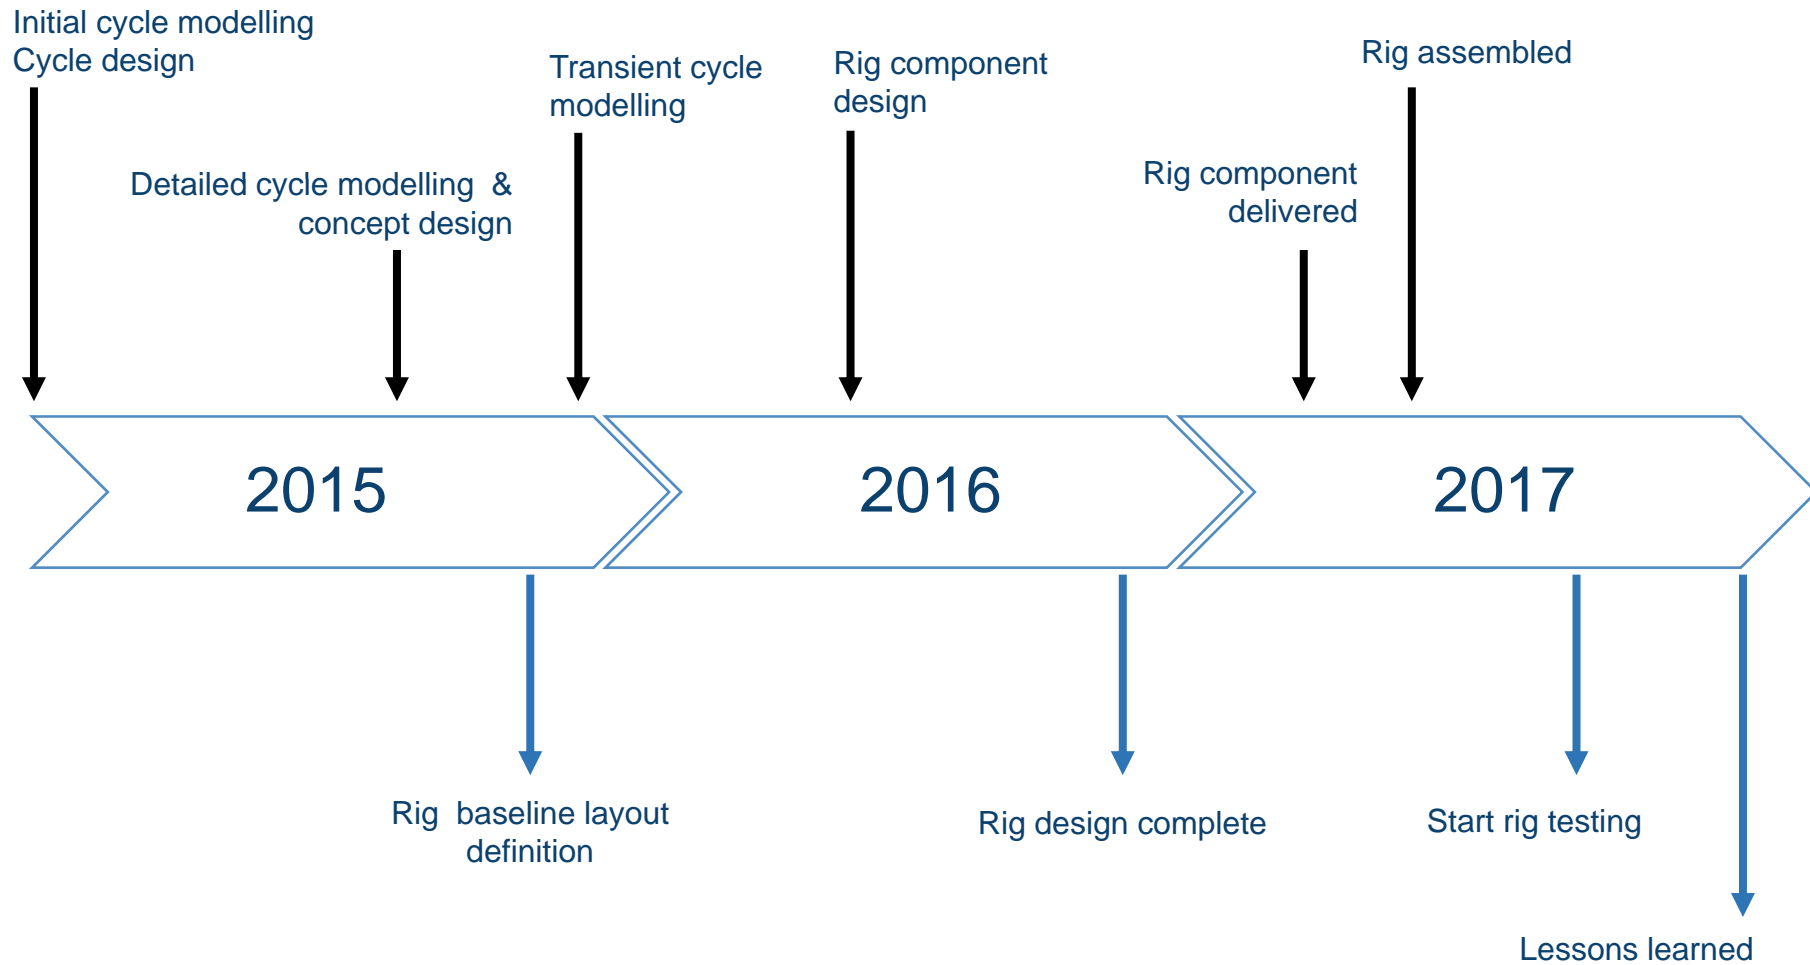 Initial cycle modelling
Cycle design
Detailed cycle modelling & 
concept design
Transient cycle
modelling
Rig component
design
Rig component
delivered
Rig assembled
2015
2016
2017
Rig baseline layout
definition
Rig design complete
Start rig testing
Lessons learned